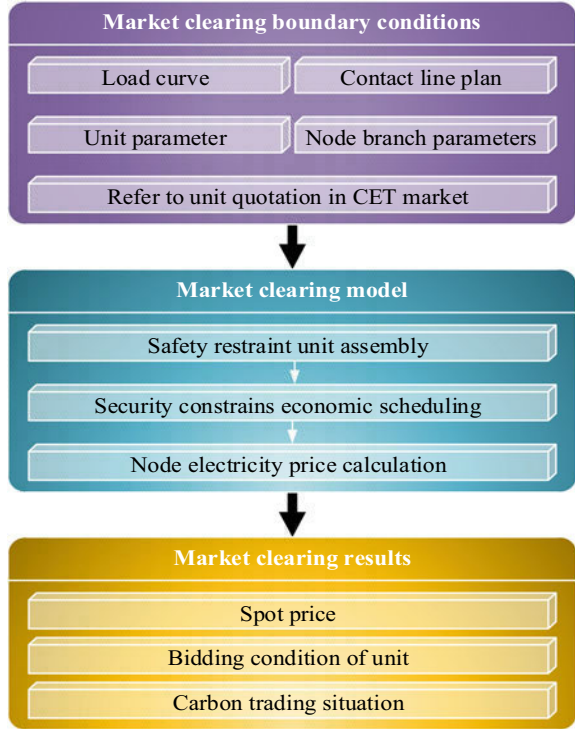 Market clearing boundary conditions
Load curve
Contact line plan
Unit parameter
Node branch parameters
Refer to unit quotation in CET market
Market clearing model
Safety restraint unit assembly
Security constrains economic scheduling
Node electricity price calculation
Market clearing results
Spot price
Bidding condition of unit
Carbon trading situation